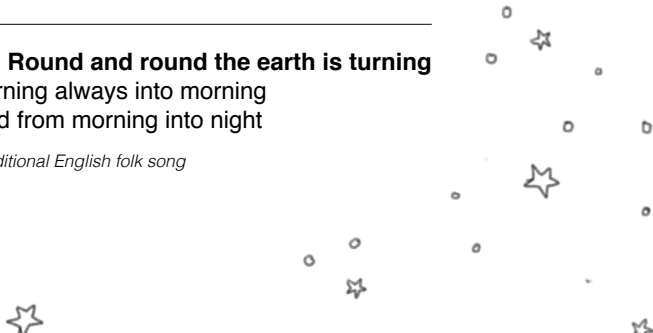 Round and round the earth is turning
rning always into morning
d from morning into night
ditional English folk song